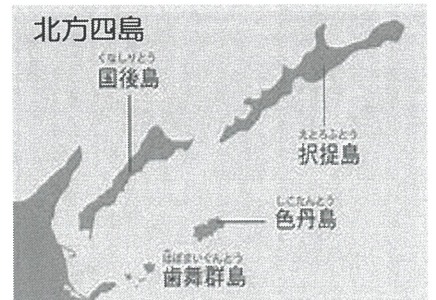 北方四島
くなしりとう
国後島
えとろふとう
択捉島
しこたんとう
色丹島
はぼまいぐんとう
歯舞群島